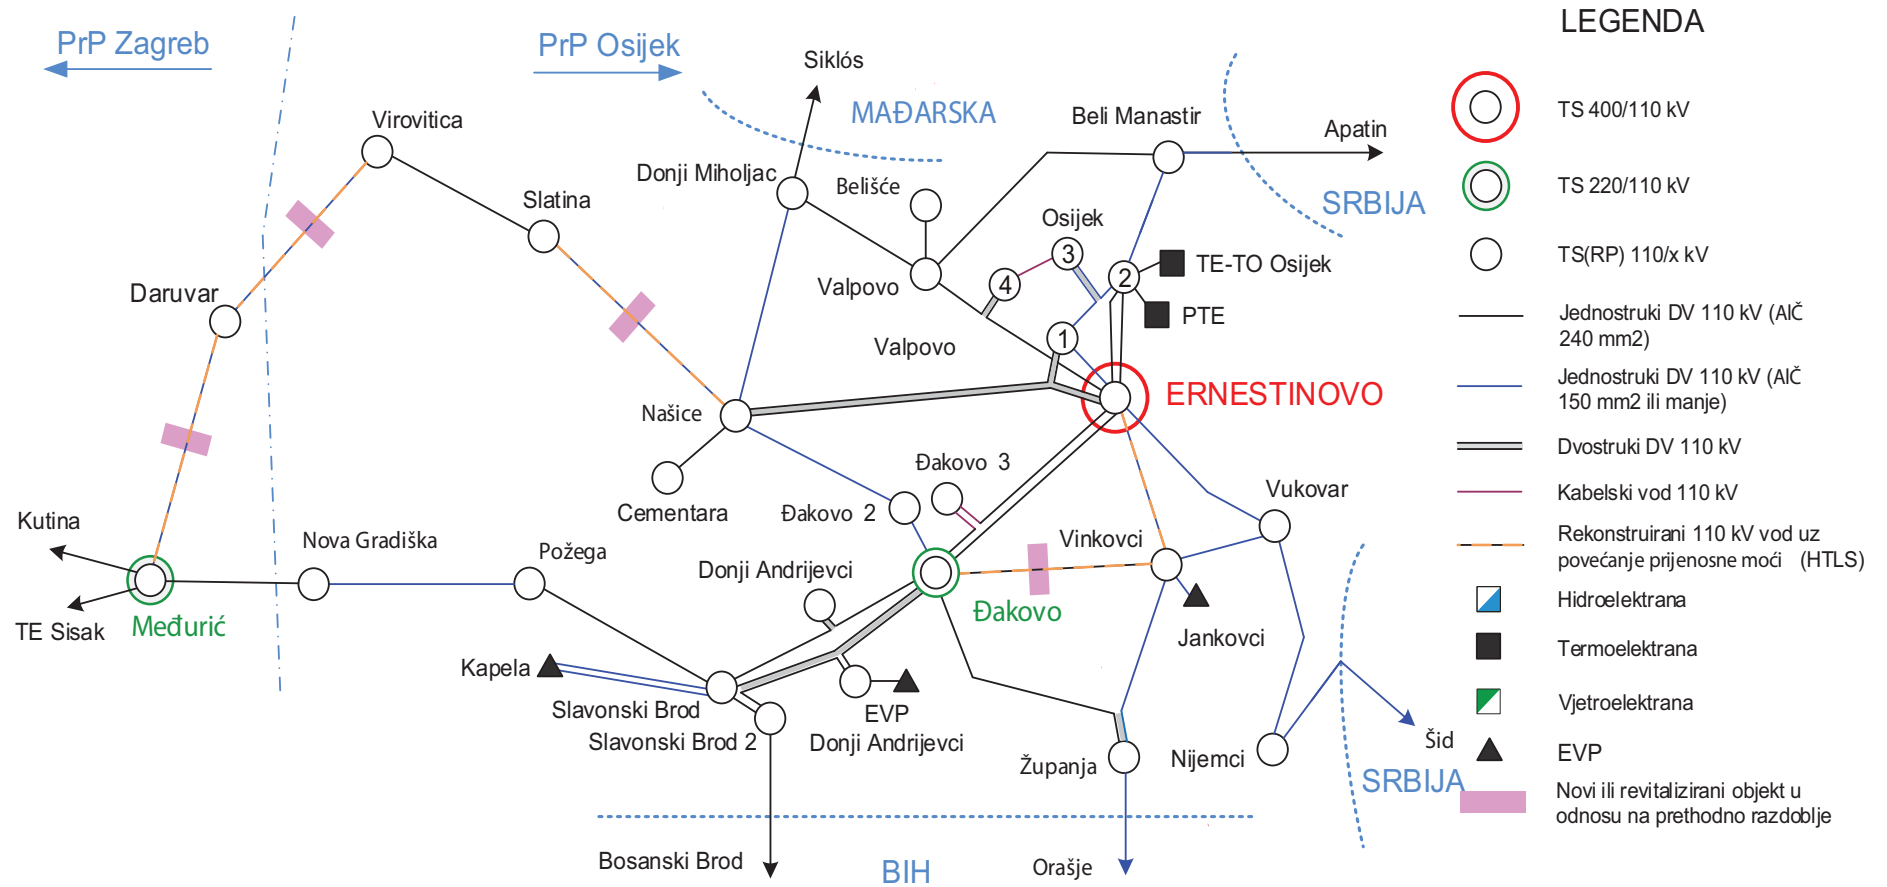 PrP Zagreb
PrP Osijek
Siklós
MAĐARSKA
Beli Manastir
Apatin
SRBIJA
Virovitica
Slatina
Donji Miholjac
Belišće
Osijek
3
4
2
1
TE-TO Osijek
PTE
Daruvar
Valpovo
Valpovo
ERNESTINOVO
Našice
Cementara
Đakovo 3
Đakovo 2
Vinkovci
Vukovar
Kutina
Nova Gradiška
Požega
Donji Andrijevci
Đakovo
Jankovci
TE Sisak
Međurić
Kapela
Slavonski Brod
Slavonski Brod 2
EVP
Donji Andrijevci
Županja
Nijemci
Šid
SRBIJA
Bosanski Brod
BIH
Orašje
LEGENDA
TS 400/110 kV
TS 220/110 kV
TS(RP) 110/x kV
Jednostruki DV 110 kV (AlČ
240 mm2)
Jednostruki DV 110 kV (AlČ
150 mm2 ili manje)
Dvostruki DV 110 kV
Kabelski vod 110 kV
Rekonstruirani 110 kV vod uz
povećanje prijenosne moći (HTLS)
Hidroelektrana
Termoelektrana
Vjetroelektrana
EVP
Novi ili revitalizirani objekt u
odnosu na prethodno razdoblje